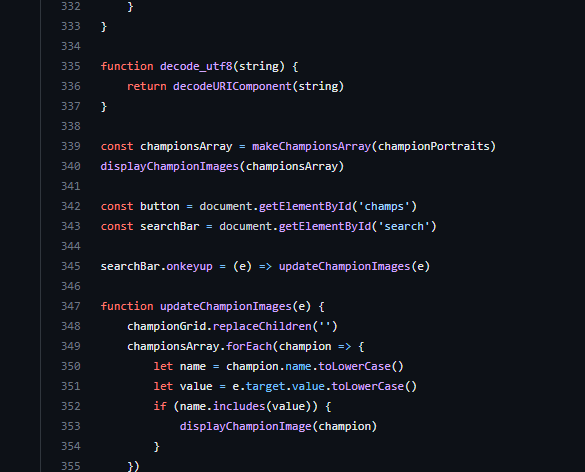 332         }
333     }
334
335     function decode_utf8(string) {
336         return decodeURIComponent(string)
337     }
338
339     const championsArray = makeChampionsArray(championPortraits)
340     displayChampionImages(championsArray)
341
342     const button = document.getElementById('champs')
343     const searchBar = document.getElementById('search')
344
345     searchBar.onkeyup = (e) => updateChampionImages(e)
346
347     function updateChampionImages(e) {
348         championGrid.replaceChildren('')
349         championsArray.forEach(champion => {
350             let name = champion.name.toLowerCase()
351             let value = e.target.value.toLowerCase()
352             if (name.includes(value)) {
353                 displayChampionImage(champion)
354             }
355         })